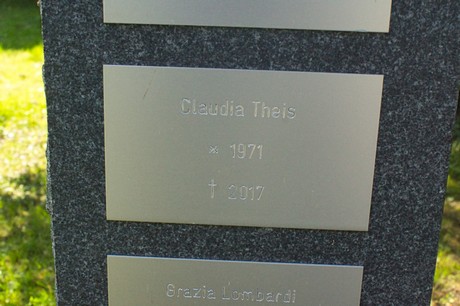 Claudia Theis
* 1971
† 2017
Grazia Lombardi